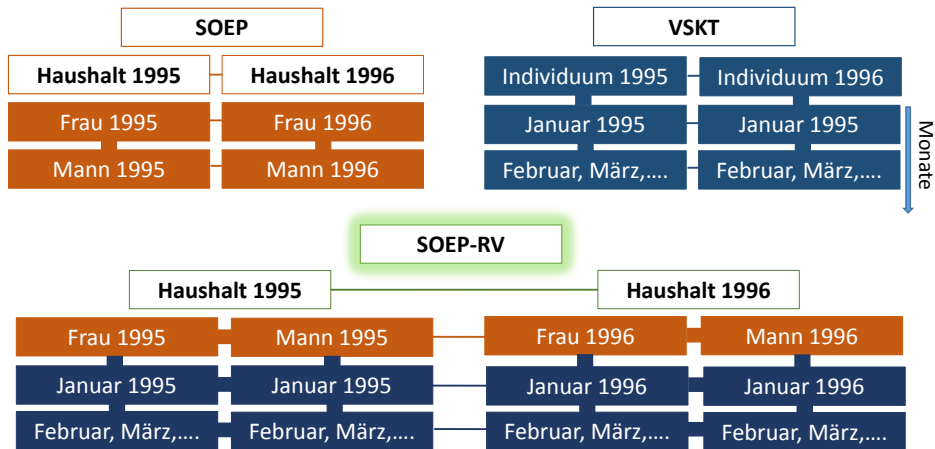 SOEP
VSKT
Haushalt 1995 Haushalt 1996
Individuum 1995 Individuum 1996
Frau 1995 Frau 1996
Januar 1995 Januar 1995
Mann 1995 Mann 1996
Februar, März,.... Februar, März,....
Monate
SOEP-RV
Haushalt 1995 Haushalt 1996
Frau 1995 Mann 1995 Frau 1996 Mann 1996
Januar 1995 Januar 1995 Januar 1996 Januar 1996
Februar, März,.... Februar, März,.... Februar, März,.... Februar, März,....